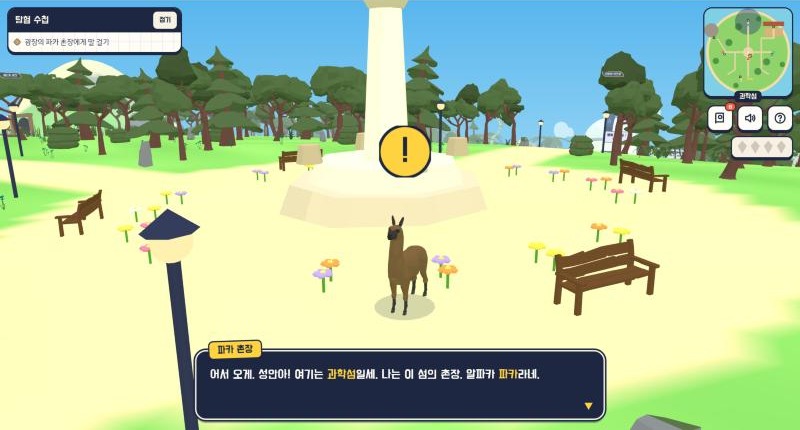 탐험 수첩
접기
광장의 파카 촌장에게 말 걸기
!
과학섬
파카 촌장
어서 오게, 성만아! 여기는 과학섬일세. 나는 이 섬의 촌장, 알파카 파카라네.